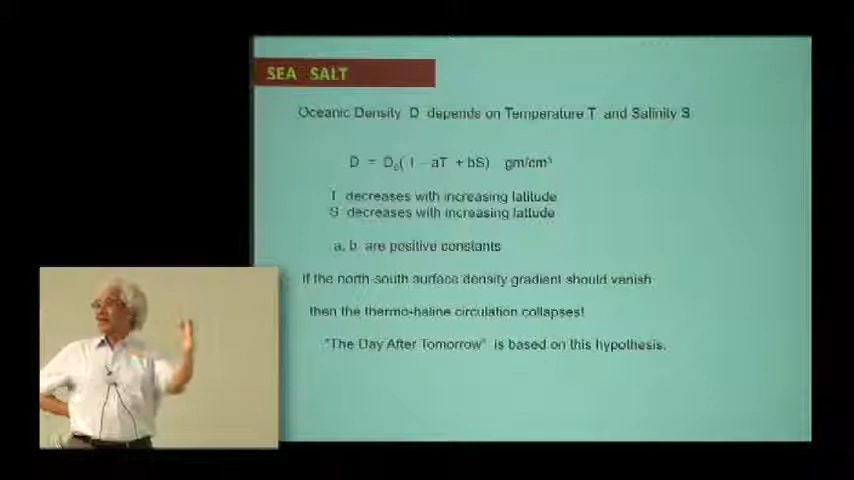 SEA SALT
Oceanic Density D depends on Temperature T and Salinity S
D = D₀( 1 - aT + bS) gm/cm³
T decreases with increasing latitude
S decreases with increasing latitude
a, b are positive constants
If the north-south surface density gradient should vanish
then the thermo-haline circulation collapses!
"The Day After Tomorrow" is based on this hypothesis.